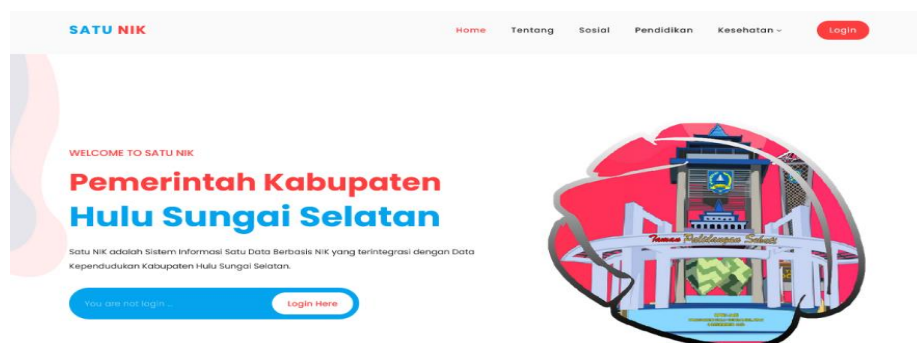 SATU NIK
Home Tentang Sosial Pendidikan Kesehatan Login
WELCOME TO SATU NIK
Pemerintah Kabupaten
Hulu Sungai Selatan
Satu NIK adalah Sistem Informasi Satu Data Berbasis NIK yang terintegrasi dengan Data
Kependudukan Kabupaten Hulu Sungai Selatan.
You are not login ..
Login Here
Taman